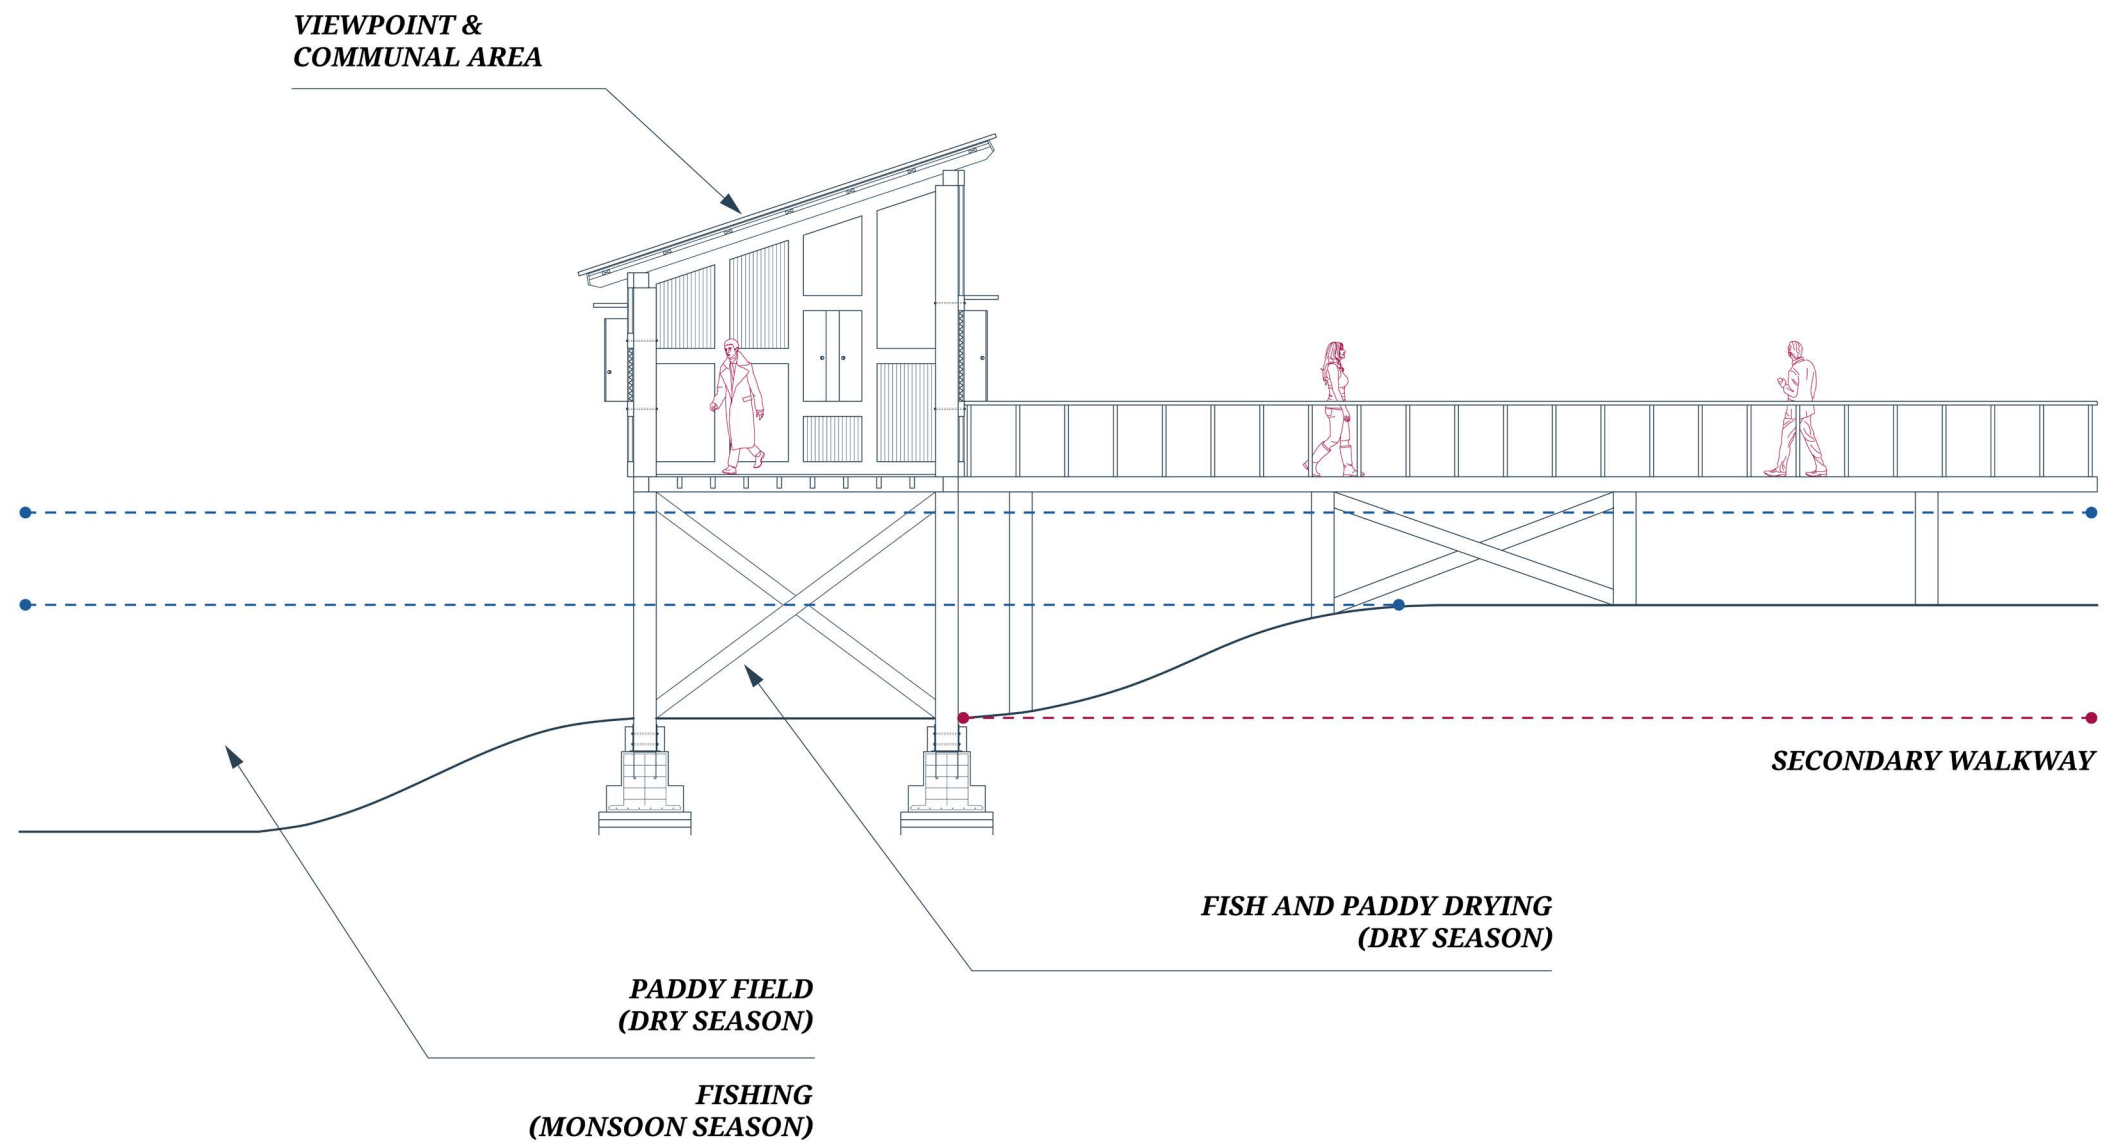 VIEWPOINT &
COMMUNAL AREA
SECONDARY WALKWAY
FISH AND PADDY DRYING
(DRY SEASON)
PADDY FIELD
(DRY SEASON)
FISHING
(MONSOON SEASON)